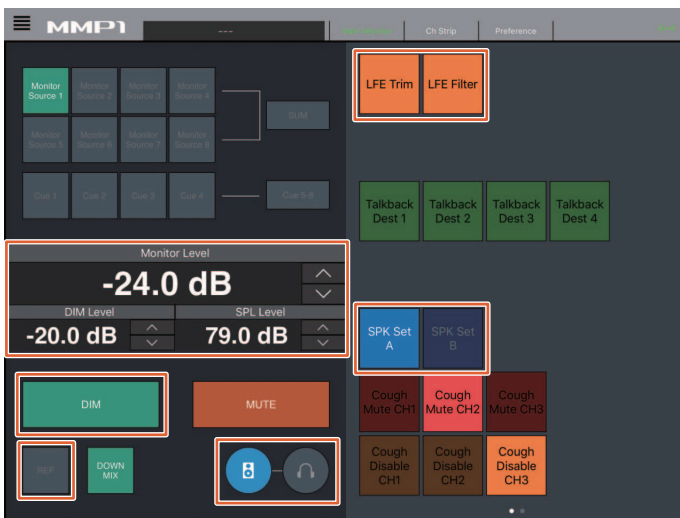 MMP1
---
Ch Strip
Preference
Monitor Source 1
Monitor Source 2
Monitor Source 3
Monitor Source 4
SUM
Monitor Source 5
Monitor Source 6
Monitor Source 7
Monitor Source 8
Cue 1
Cue 2
Cue 3
Cue 4
Cue 5-8
Monitor Level
-24.0 dB
DIM Level
SPL Level
-20.0 dB
79.0 dB
DIM
MUTE
REF
DOWN
MIX
LFE Trim
LFE Filter
Talkback
Dest 1
Talkback
Dest 2
Talkback
Dest 3
Talkback
Dest 4
SPK Set
A
SPK Set
B
Cough
Mute CH1
Cough
Mute CH2
Cough
Mute CH3
Cough
Disable
CH1
Cough
Disable
CH2
Cough
Disable
CH3